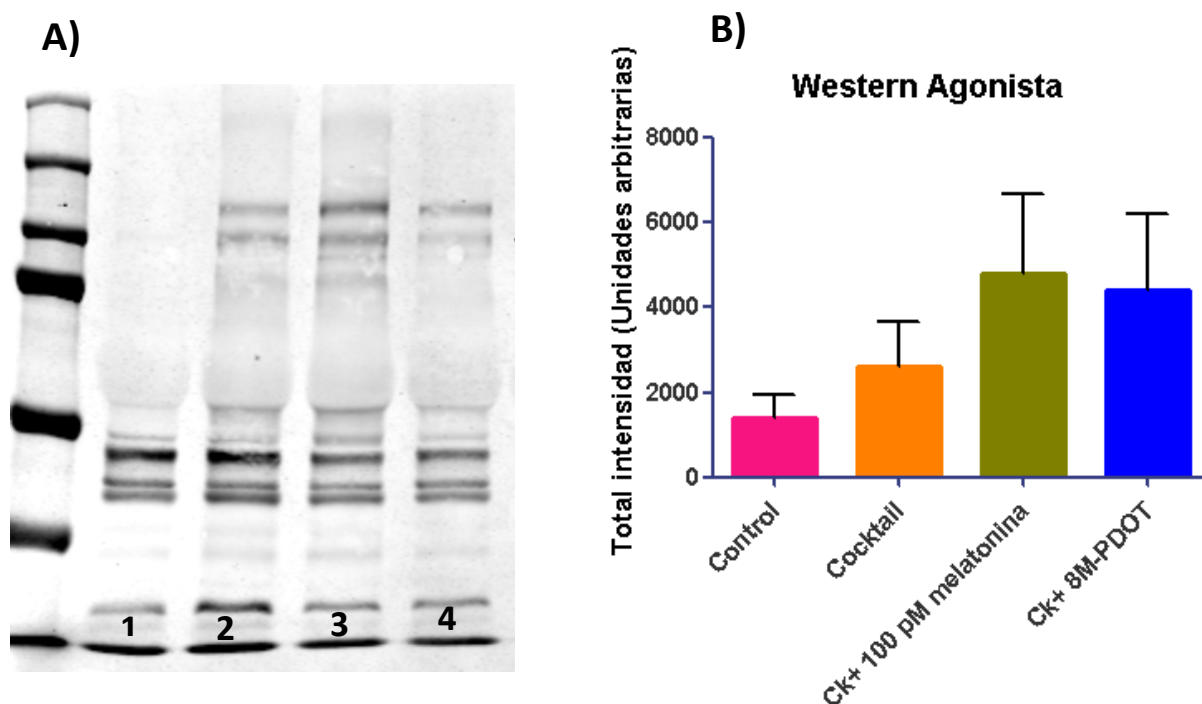 A)
1
2
3
4
B)
Western Agonista
Total intensidad (Unidades arbitrarias)
8000
6000
4000
2000
0
Control
Cocktail
Ck+ 100 pM melatonina
Ck+ 8M-PDOT